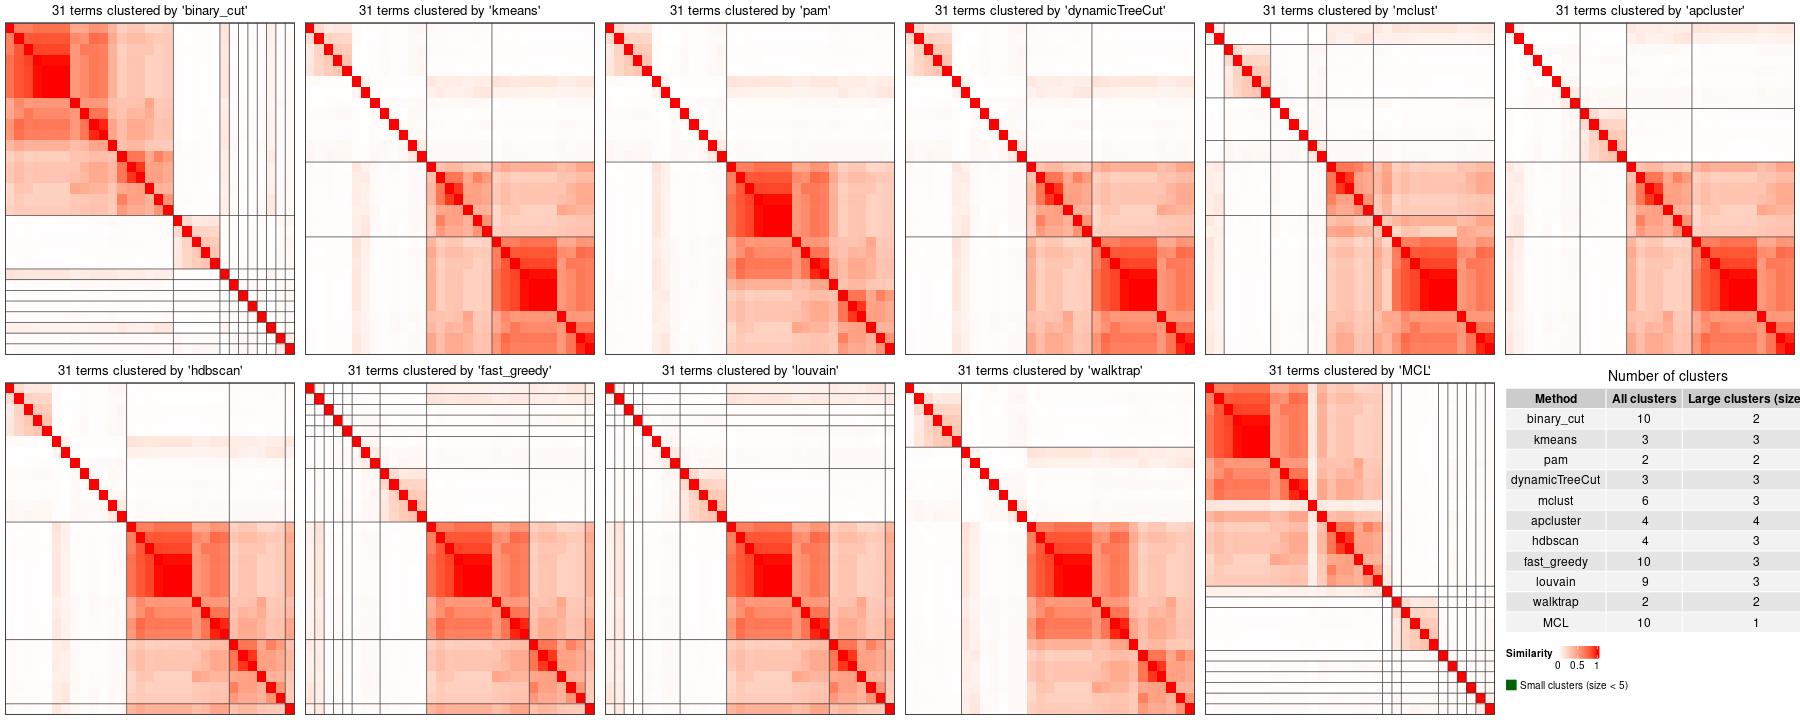 31 terms clustered by 'binary_cut'
31 terms clustered by 'kmeans'
31 terms clustered by 'pam'
31 terms clustered by 'dynamicTreeCut'
31 terms clustered by 'mclust'
31 terms clustered by 'apcluster'
31 terms clustered by 'hdbscan'
31 terms clustered by 'fast_greedy'
31 terms clustered by 'louvain'
31 terms clustered by 'walktrap'
31 terms clustered by 'MCL'
Number of clusters
Method All clusters Large clusters (size
binary_cut 10 2
kmeans 3 3
pam 2 2
dynamicTreeCut 3 3
mclust 6 3
apcluster 4 4
hdbscan 4 3
fast_greedy 10 3
louvain 9 3
walktrap 2 2
MCL 10 1
Similarity
0 0.5 1
Small clusters (size < 5)